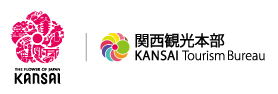 THE FLOWER OF JAPAN
KANSAI
関西観光本部
KANSAI Tourism Bureau